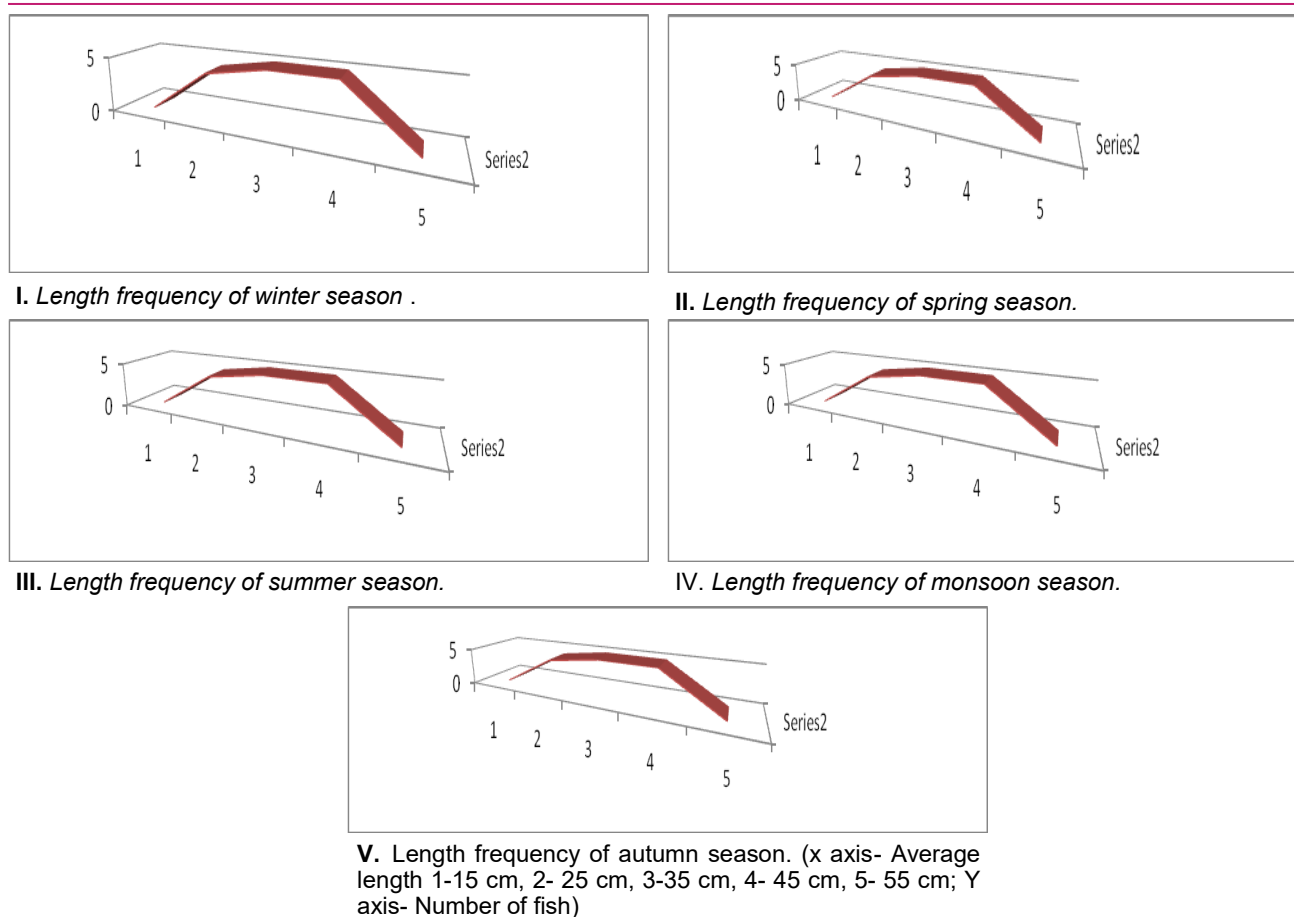 5
0
1
2
3
4
5
Series2
5
0
1
2
3
4
5
Series2
I. Length frequency of winter season .
II. Length frequency of spring season.
5
0
1
2
3
4
5
Series2
5
0
1
2
3
4
5
Series2
III. Length frequency of summer season.
IV. Length frequency of monsoon season.
5
0
1
2
3
4
5
Series2
V. Length frequency of autumn season. (x axis- Average
length 1-15 cm, 2- 25 cm, 3-35 cm, 4- 45 cm, 5- 55 cm; Y
axis- Number of fish)